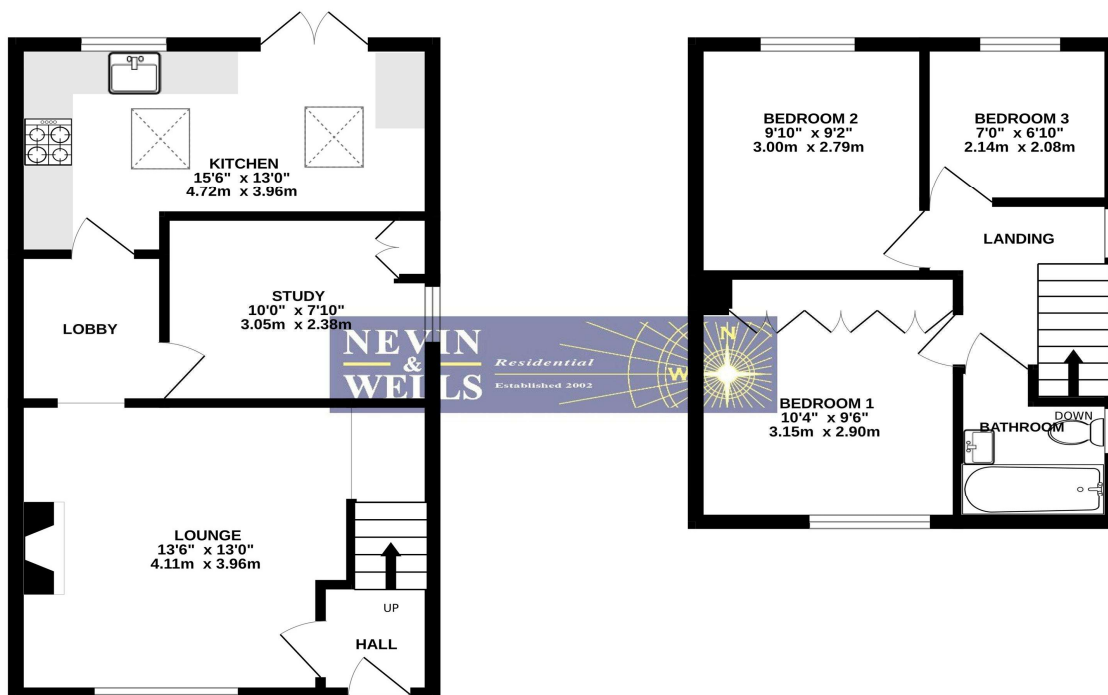 KITCHEN
15'6" x 13'0"
4.72m x 3.96m
STUDY
10'0" x 7'10"
3.05m x 2.38m
LOBBY
LOUNGE
13'6" x 13'0"
4.11m x 3.96m
UP
HALL
NEVIN
&
WELLS
Residential
Established 2002
N
W
BEDROOM 2
9'10" x 9'2"
3.00m x 2.79m
BEDROOM 3
7'0" x 6'10"
2.14m x 2.08m
LANDING
BEDROOM 1
10'4" x 9'6"
3.15m x 2.90m
DOWN
BATHROOM